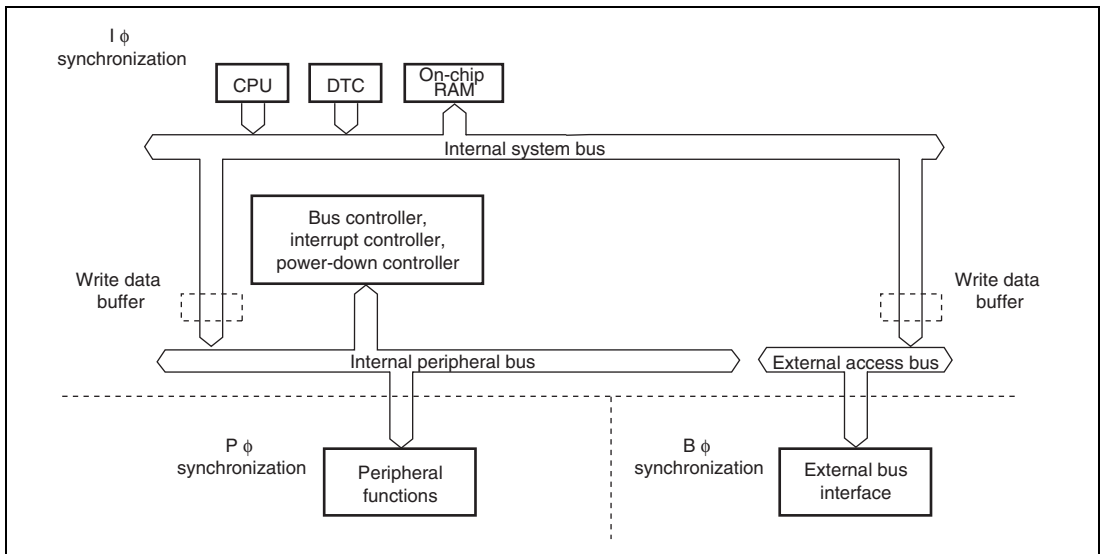 I ϕ
synchronization
CPU
DTC
On-chip
RAM
Internal system bus
Bus controller,
interrupt controller,
power-down controller
Write data
buffer
Write data
buffer
Internal peripheral bus
External access bus
P ϕ
synchronization
Peripheral
functions
B ϕ
synchronization
External bus
interface